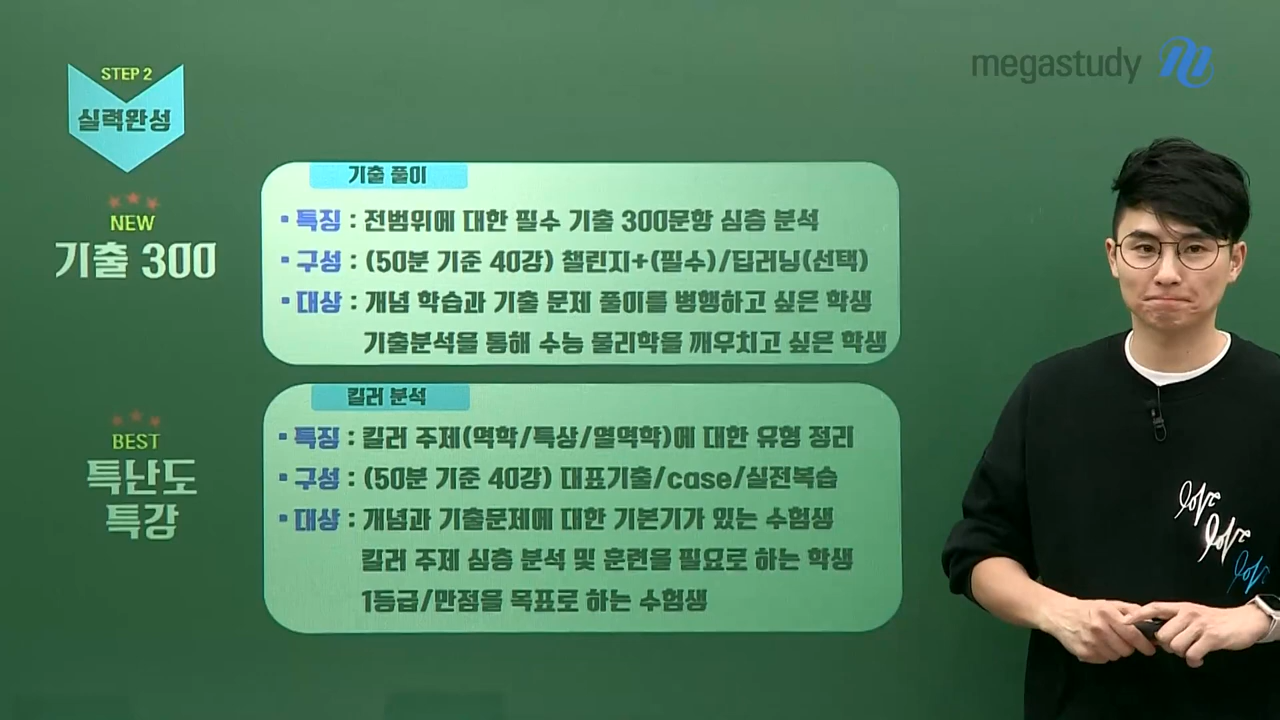 megastudy
STEP 2
실력완성
NEW
기출 300
기출 풀이
▪ 특징 : 전범위에 대한 필수 기출 300문항 심층 분석
▪ 구성 : (50분 기준 40강) 챌린지+(필수)/딥러닝(선택)
▪ 대상 : 개념 학습과 기출 문제 풀이를 병행하고 싶은 학생
기출분석을 통해 수능 물리학을 깨우치고 싶은 학생
BEST
특난도
특강
킬러 분석
▪ 특징 : 킬러 주제(역학/특상/열역학)에 대한 유형 정리
▪ 구성 : (50분 기준 40강) 대표기출/case/실전복습
▪ 대상 : 개념과 기출문제에 대한 기본기가 있는 수험생
킬러 주제 심층 분석 및 훈련을 필요로 하는 학생
1등급/만점을 목표로 하는 수험생
love
love
love